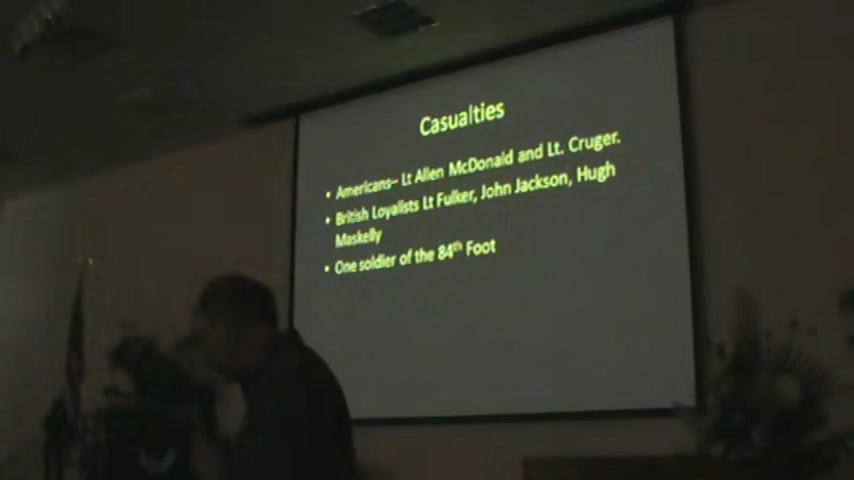 Casualties
• Americans– Lt Allen McDonald and Lt. Cruger.
• British Loyalists Lt Fulker, John Jackson, Hugh
Maskelly
• One soldier of the 84th Foot